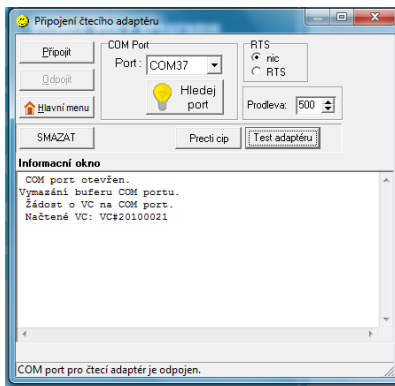 Připojení čtecího adaptéru
Připojit
Odpojit
Hlavní menu
COM Port
Port: COM37
Hledej
port
RTS
nic
RTS
Prodleva: 500
SMAZAT
Precti cip
Test adaptéru
Informacní okno
COM port otevřen.
Vymazání buferu COM portu.
Žádost o VC na COM port.
Načtené VC: VC#20100021
COM port pro čtecí adaptér je odpojen.